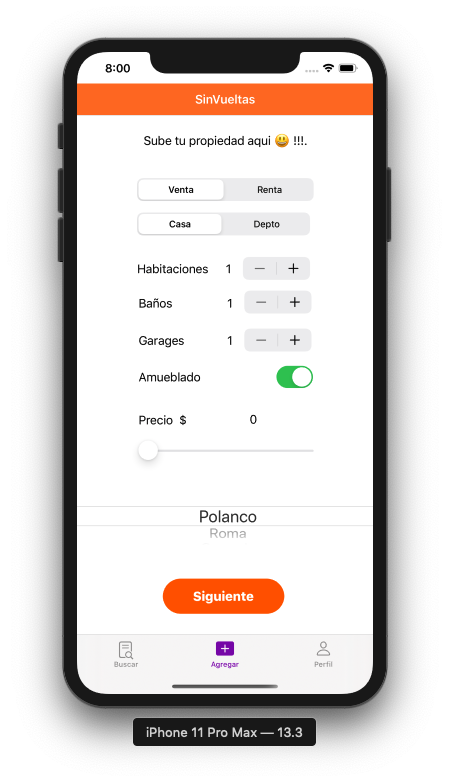 8:00
SinVueltas
Sube tu propiedad aqui 😃 !!!.
Venta Renta
Casa Depto
Habitaciones 1 — +
Baños 1 — +
Garages 1 — +
Amueblado
Precio $ 0
Polanco
Roma
Siguiente
Buscar Agregar Perfil
iPhone 11 Pro Max — 13.3